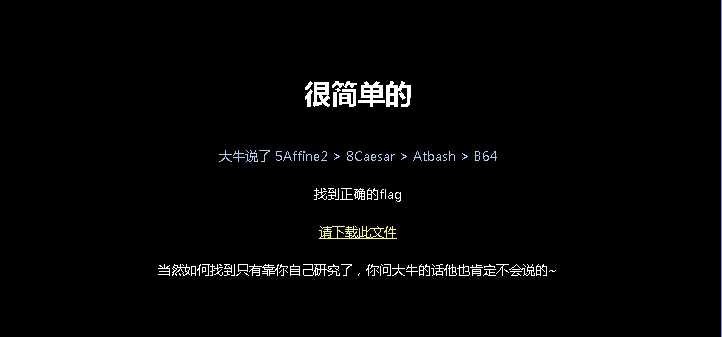 很简单的
大牛说了 5Affine2 > 8Caesar > Atbash > B64
找到正确的flag
请下载此文件
当然如何找到只有靠你自己研究了，你问大牛的话他也肯定不会说的~